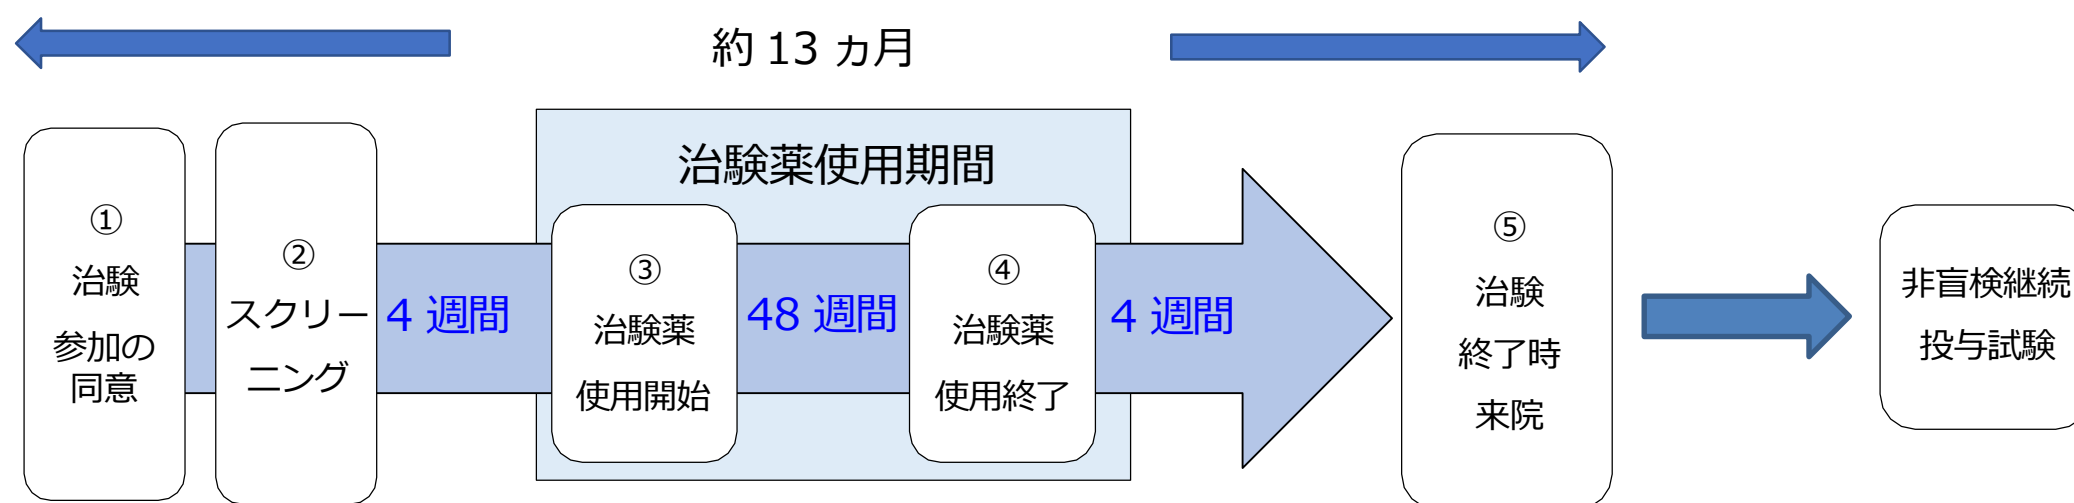 約 13 ヵ月
①
治験
参加の
同意
②
スクリー
ニング
4 週間
治験薬使用期間
③
治験薬
使用開始
48 週間
④
治験薬
使用終了
4 週間
⑤
治験
終了時
来院
非盲検継続
投与試験